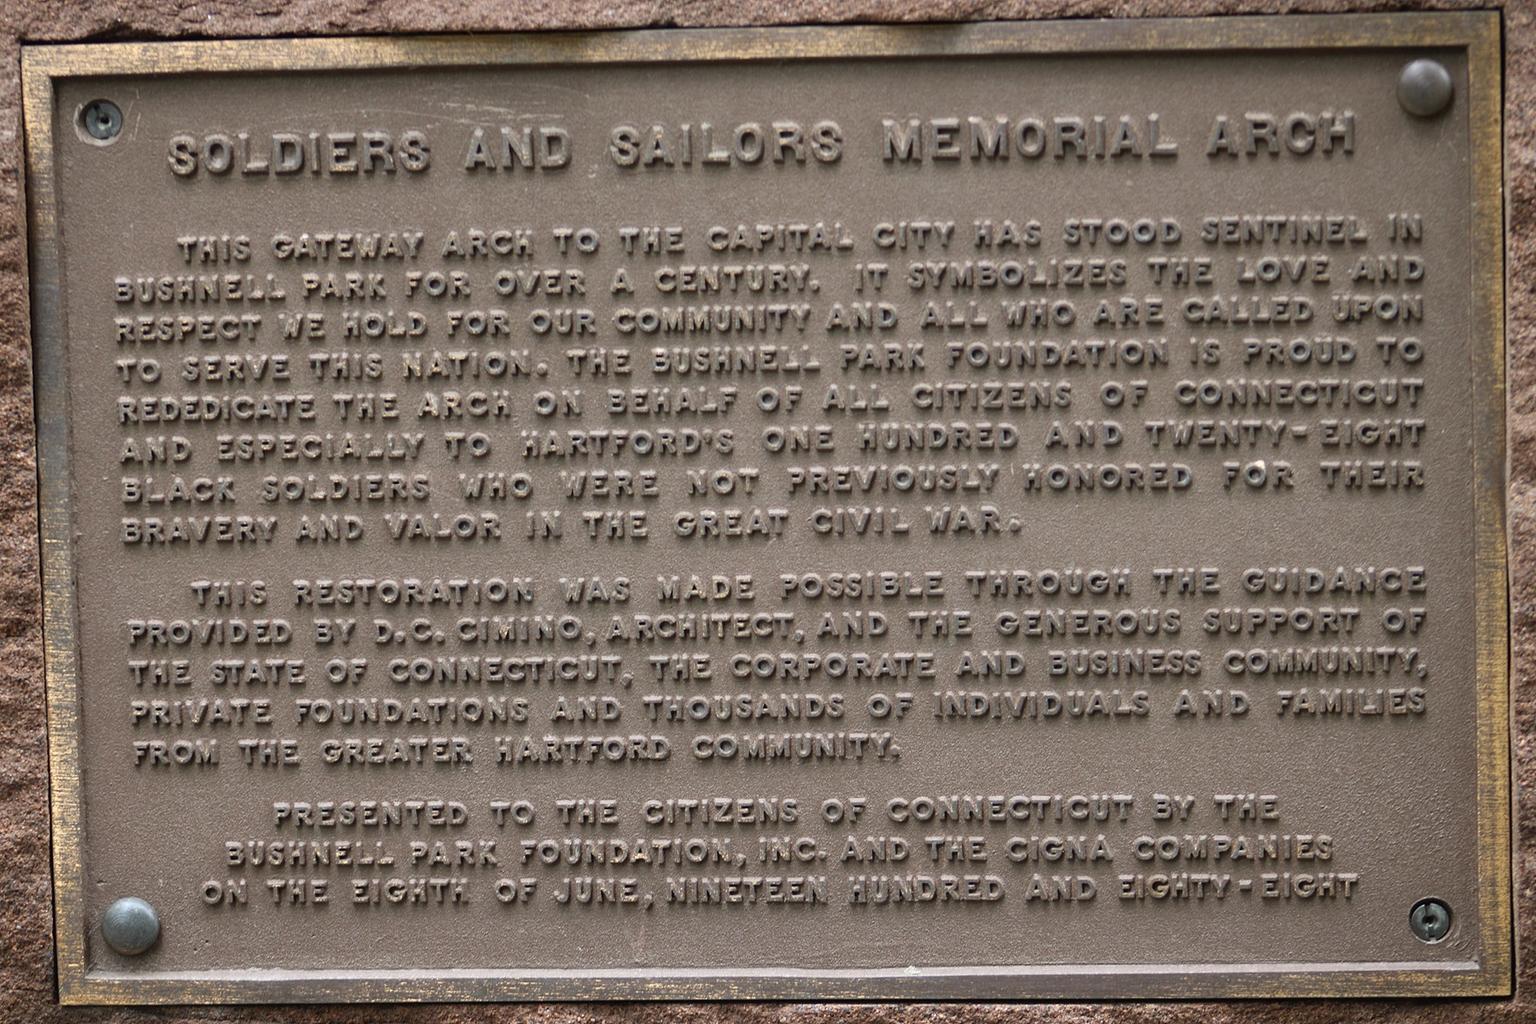 SOLDIERS AND SAILORS MEMORIAL ARCH
THIS GATEWAY ARCH TO THE CAPITAL CITY HAS STOOD SENTINEL IN
BUSHNELL PARK FOR OVER A CENTURY. IT SYMBOLIZES THE LOVE AND
RESPECT WE HOLD FOR OUR COMMUNITY AND ALL WHO ARE CALLED UPON
TO SERVE THIS NATION. THE BUSHNELL PARK FOUNDATION IS PROUD TO
REDEDICATE THE ARCH ON BEHALF OF ALL CITIZENS OF CONNECTICUT
AND ESPECIALLY TO HARTFORD'S ONE HUNDRED AND TWENTY-EIGHT
BLACK SOLDIERS WHO WERE NOT PREVIOUSLY HONORED FOR THEIR
BRAVERY AND VALOR IN THE GREAT CIVIL WAR.
THIS RESTORATION WAS MADE POSSIBLE THROUGH THE GUIDANCE
PROVIDED BY D.C. CIMINO, ARCHITECT, AND THE GENEROUS SUPPORT OF
THE STATE OF CONNECTICUT, THE CORPORATE AND BUSINESS COMMUNITY,
PRIVATE FOUNDATIONS AND THOUSANDS OF INDIVIDUALS AND FAMILIES
FROM THE GREATER HARTFORD COMMUNITY.
PRESENTED TO THE CITIZENS OF CONNECTICUT BY THE
BUSHNELL PARK FOUNDATION, INC. AND THE CIGNA COMPANIES
ON THE EIGHTH OF JUNE, NINETEEN HUNDRED AND EIGHTY-EIGHT